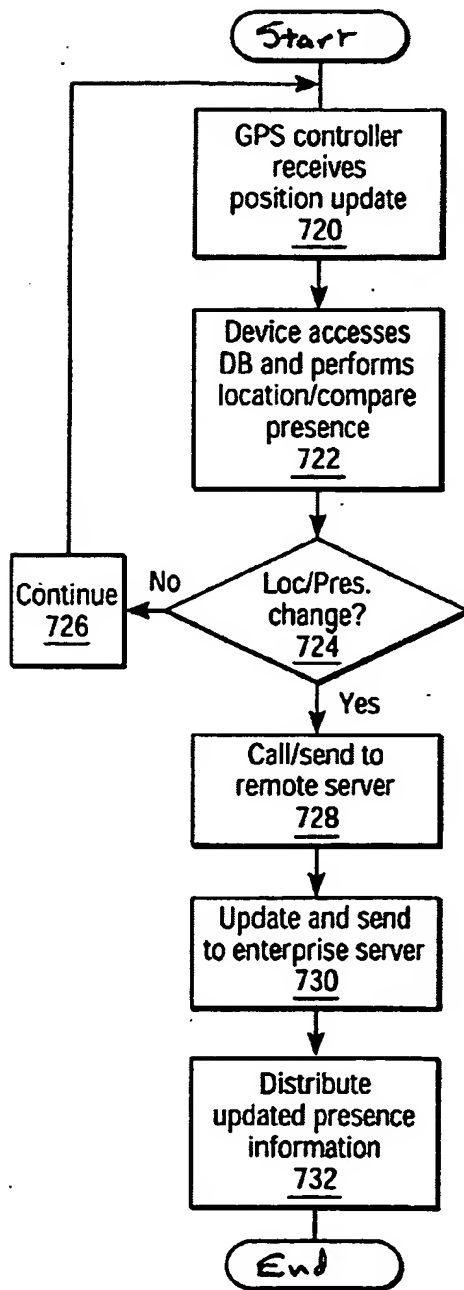 Start
GPS controller
receives
position update
720
Device accesses
DB and performs
location/compare
presence
722
Loc/Pres.
change?
724
No
Continue
726
Yes
Call/send to
remote server
728
Update and send
to enterprise server
730
Distribute
updated presence
information
732
End